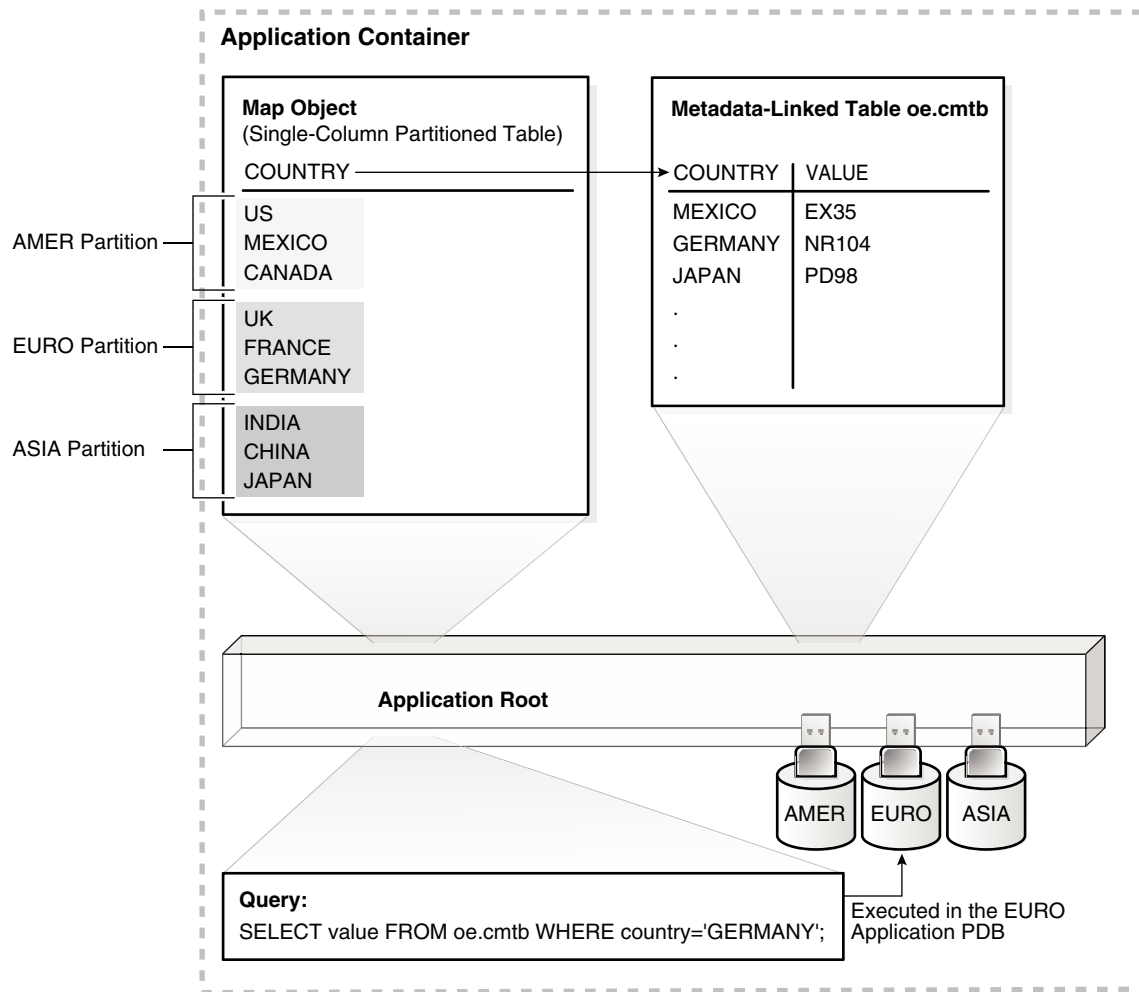 Application Container
Map Object
(Single-Column Partitioned Table)
COUNTRY
US
MEXICO
CANADA
UK
FRANCE
GERMANY
INDIA
CHINA
JAPAN
AMER Partition
EURO Partition
ASIA Partition
Metadata-Linked Table oe.cmtb
COUNTRY VALUE
MEXICO EX35
GERMANY NR104
JAPAN PD98
.
.
.
Application Root
AMER
EURO
ASIA
Query:
SELECT value FROM oe.cmtb WHERE country='GERMANY';
Executed in the EURO
Application PDB